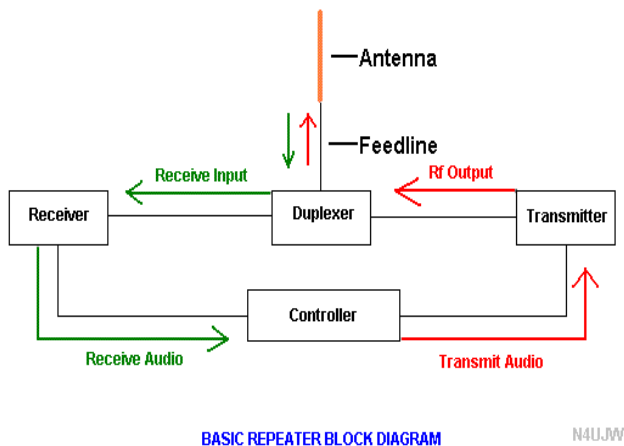 Antenna
Feedline
Receive Input
Rf Output
Receiver
Duplexer
Transmitter
Controller
Receive Audio
Transmit Audio
BASIC REPEATER BLOCK DIAGRAM
N4UJW